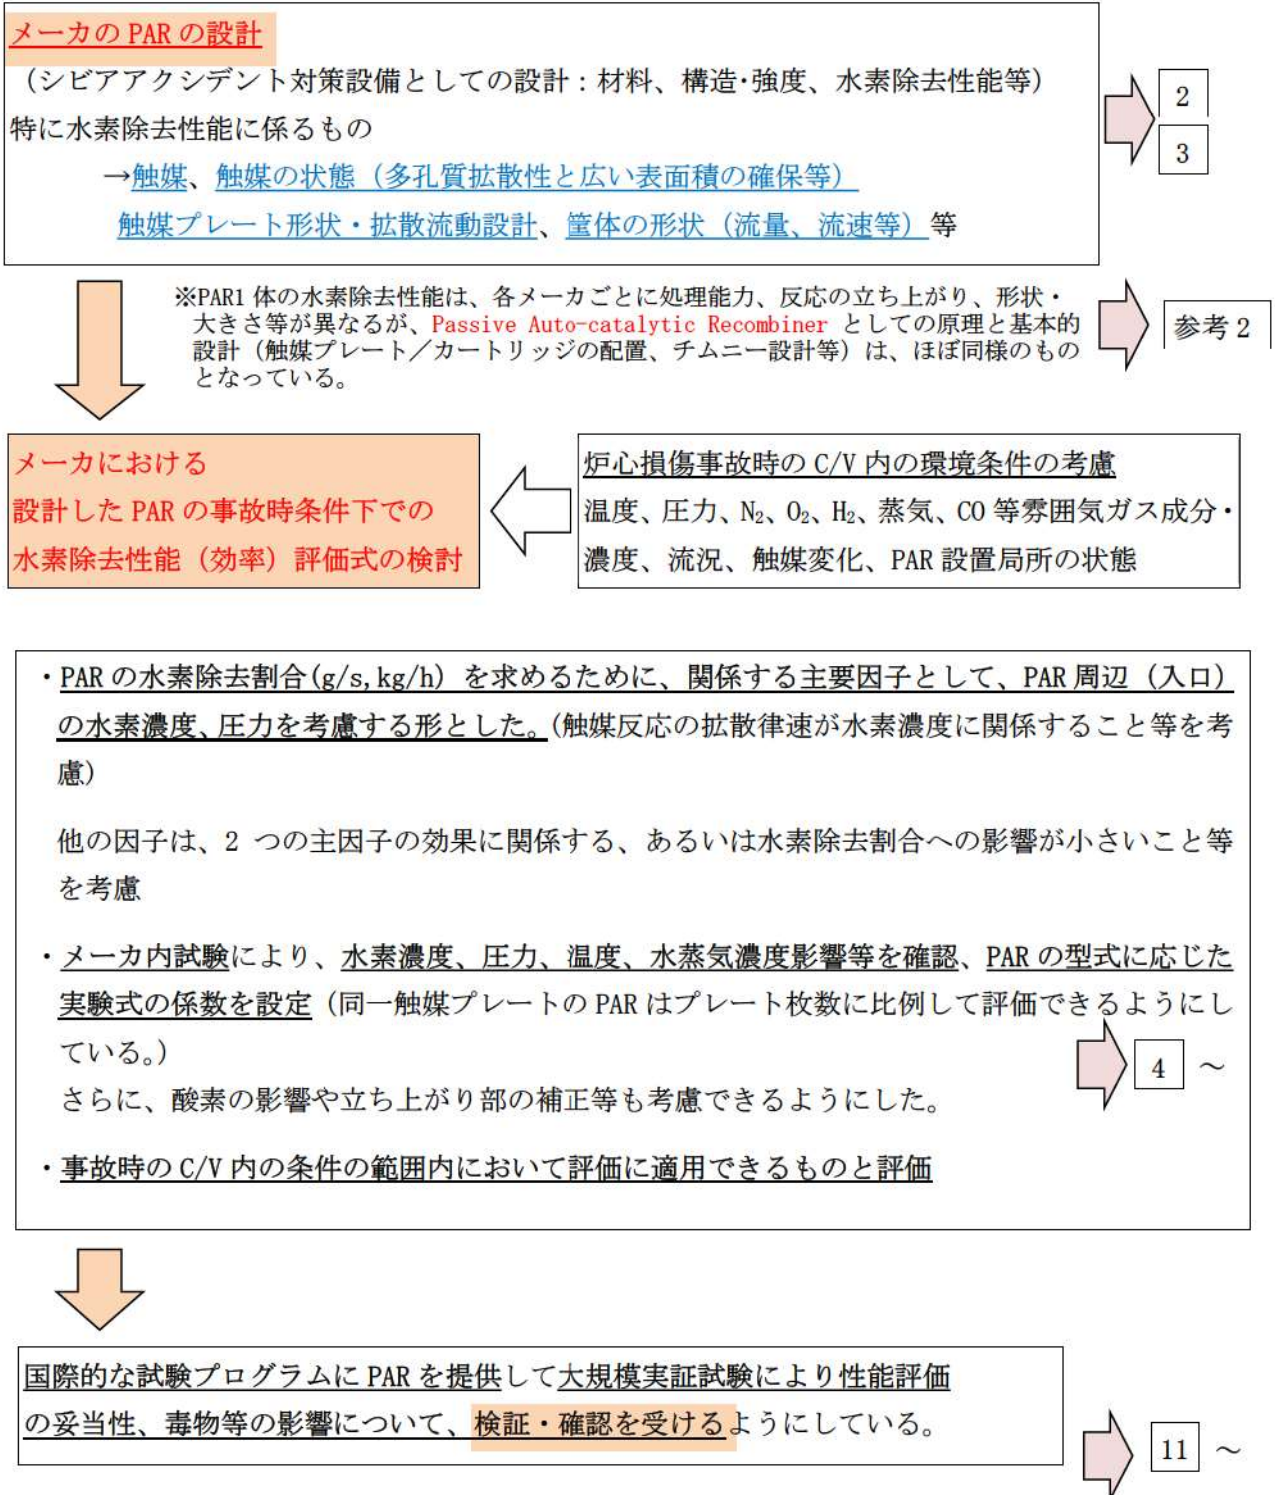 メーカの PAR の設計
（シビアアクシデント対策設備としての設計：材料、構造・強度、水素除去性能等）
特に水素除去性能に係るもの
→触媒、触媒の状態（多孔質拡散性と広い表面積の確保等）
触媒プレート形状・拡散流動設計、筐体の形状（流量、流速等）等
2
3
※PAR1 体の水素除去性能は、各メーカごとに処理能力、反応の立ち上がり、形状・
大きさ等が異なるが、Passive Auto-catalytic Recombiner としての原理と基本的
設計（触媒プレート／カートリッジの配置、チムニー設計等）は、ほぼ同様のもの
となっている。
参考 2
メーカにおける
設計した PAR の事故時条件下での
水素除去性能（効率）評価式の検討
炉心損傷事故時の C/V 内の環境条件の考慮
温度、圧力、N₂、O₂、H₂、蒸気、CO 等雰囲気ガス成分・
濃度、流況、触媒変化、PAR 設置局所の状態
・PAR の水素除去割合(g/s,kg/h) を求めるために、関係する主要因子として、PAR 周辺（入口）
の水素濃度、圧力を考慮する形とした。(触媒反応の拡散律速が水素濃度に関係すること等を考
慮)
他の因子は、2 つの主因子の効果に関係する、あるいは水素除去割合への影響が小さいこと等
を考慮
・メーカ内試験により、水素濃度、圧力、温度、水蒸気濃度影響等を確認、PAR の型式に応じた
実験式の係数を設定（同一触媒プレートの PAR はプレート枚数に比例して評価できるようにし
ている。）
さらに、酸素の影響や立ち上がり部の補正等も考慮できるようにした。
4 ～
・事故時の C/V 内の条件の範囲内において評価に適用できるものと評価
国際的な試験プログラムに PAR を提供して大規模実証試験により性能評価
の妥当性、毒物等の影響について、検証・確認を受けるようにしている。
11 ～